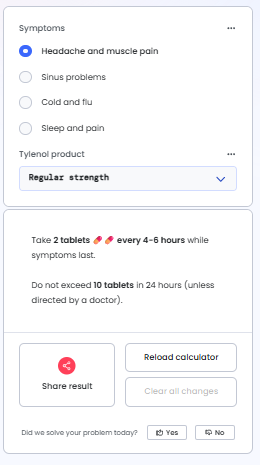 Symptoms
Headache and muscle pain
Sinus problems
Cold and flu
Sleep and pain
Tylenol product
Regular strength
Take 2 tablets 💊 💊 every 4-6 hours while
symptoms last.
Do not exceed 10 tablets in 24 hours (unless
directed by a doctor).
Share result
Reload calculator
Clear all changes
Did we solve your problem today?
Yes
No